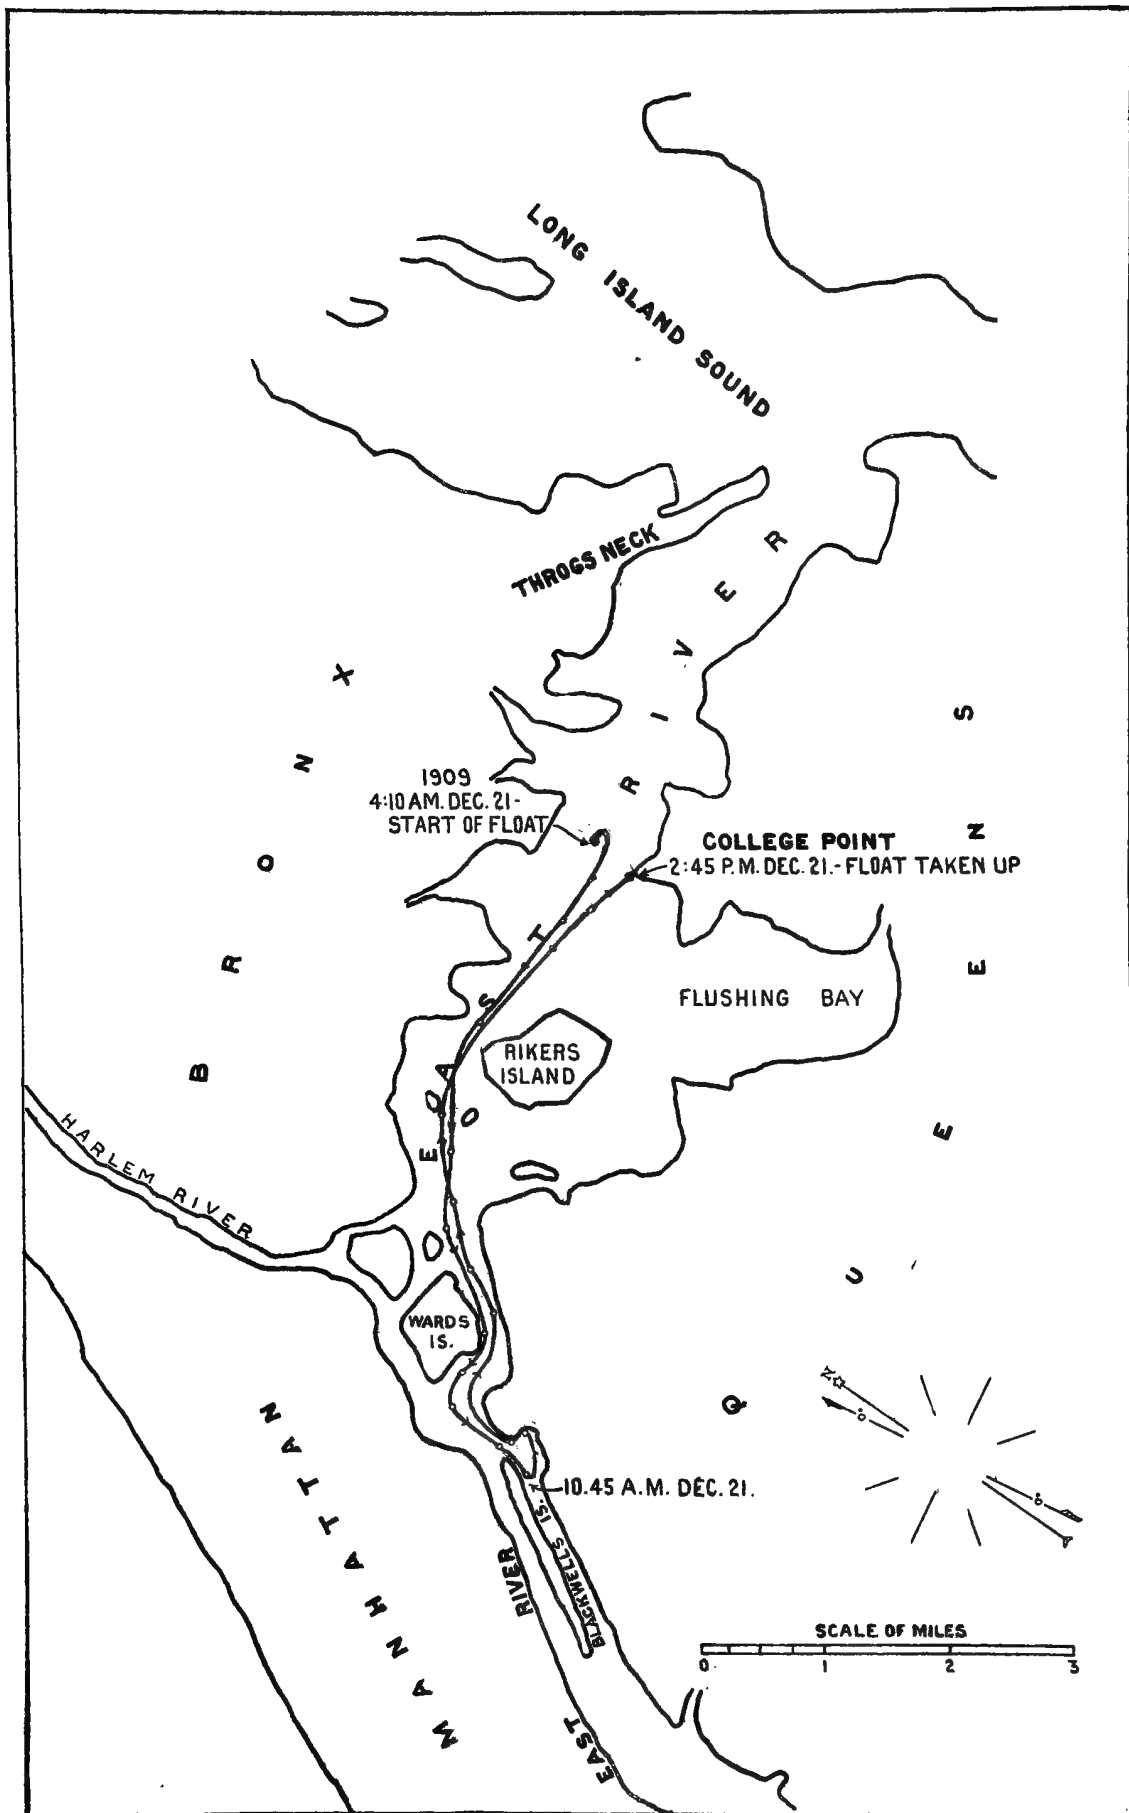 LONG ISLAND SOUND
THROGS NECK
EAST RIVER
BRONX
1909
4:10 AM. DEC. 21-
START OF FLOAT
COLLEGE POINT
2:45 P.M. DEC. 21.- FLOAT TAKEN UP
FLUSHING BAY
RIKERS
ISLAND
QUEENS
HARLEM RIVER
WARDS
IS.
N
10.45 A.M. DEC. 21.
BLACKWELLS IS.
MANHATTAN
EAST RIVER
SCALE OF MILES
0 1 2 3